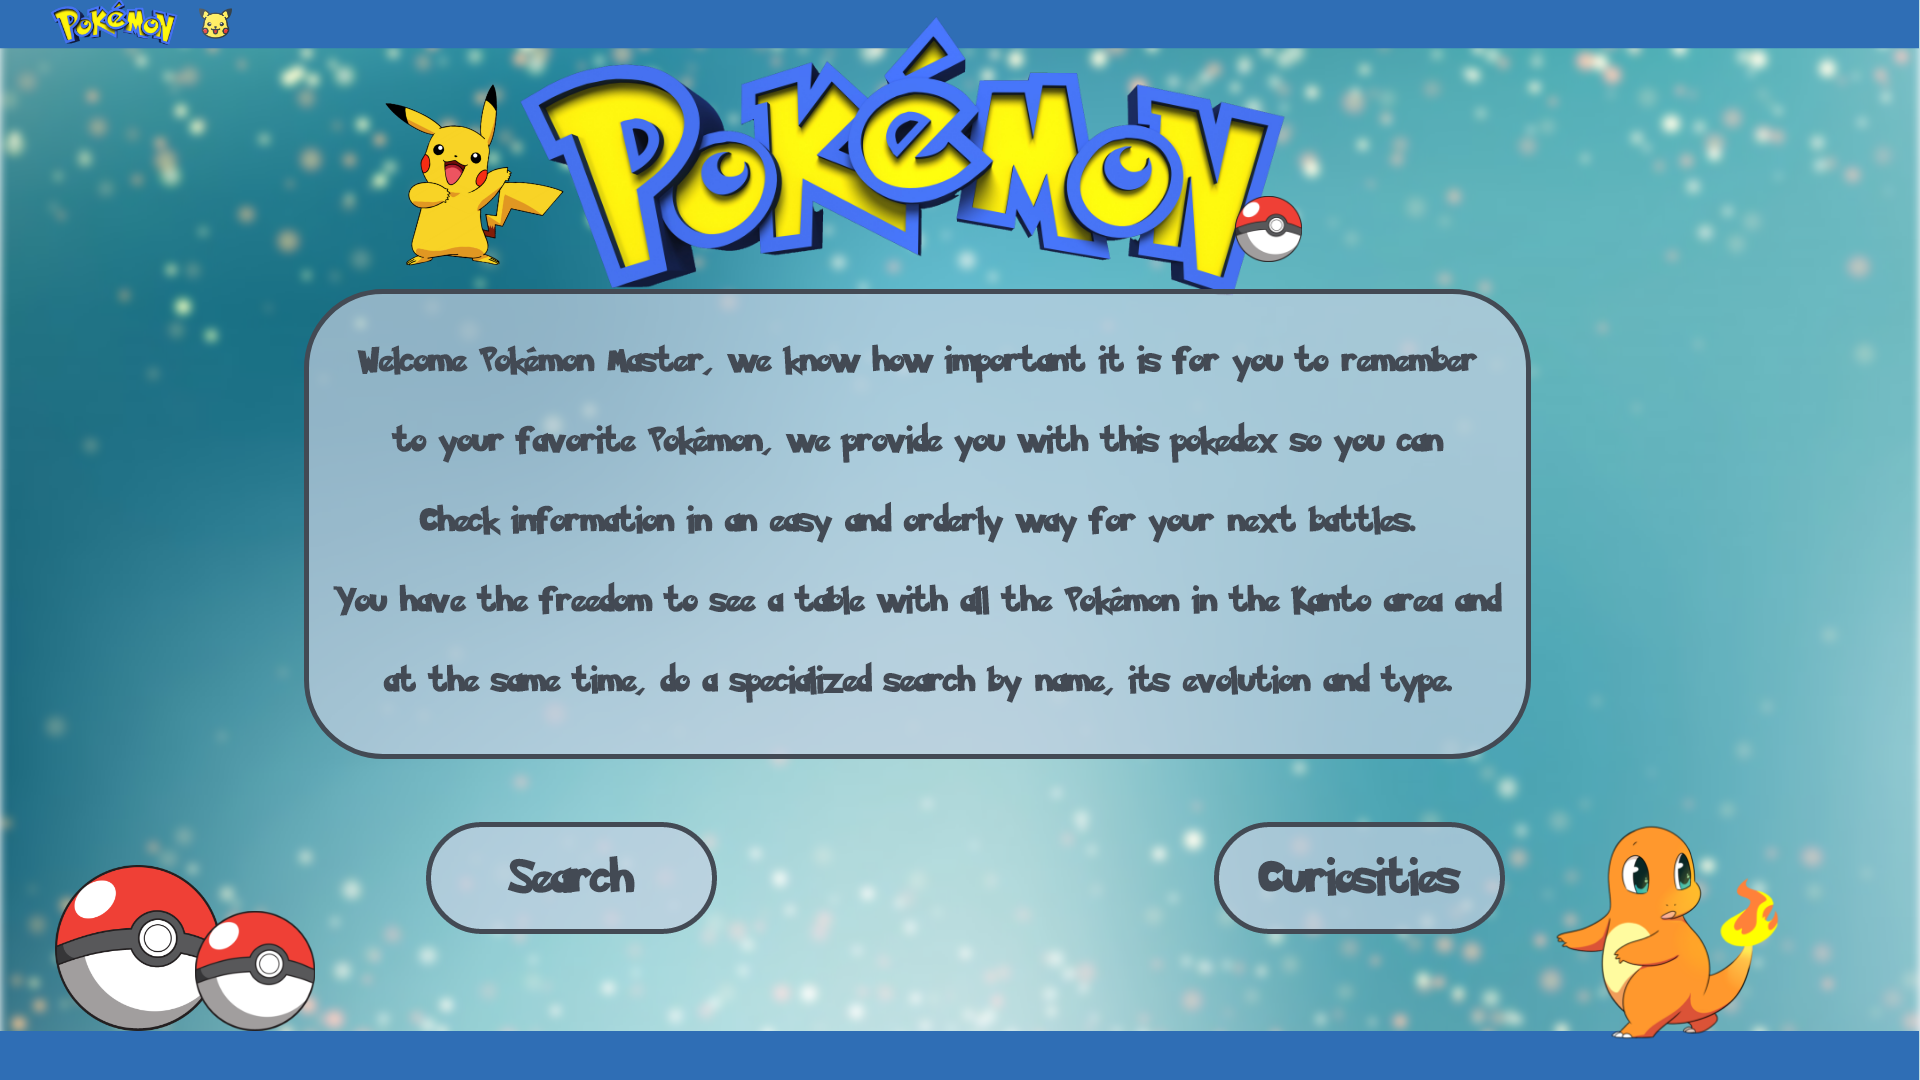 Pokémon
Pokémon
Welcome Pokémon Master, we know how important it is for you to remember
to your favorite Pokémon, we provide you with this pokedex so you can
Check information in an easy and orderly way for your next battles.
You have the freedom to see a table with all the Pokémon in the Kanto area and
at the same time, do a specialized search by name, its evolution and type.
Search
Curiosities